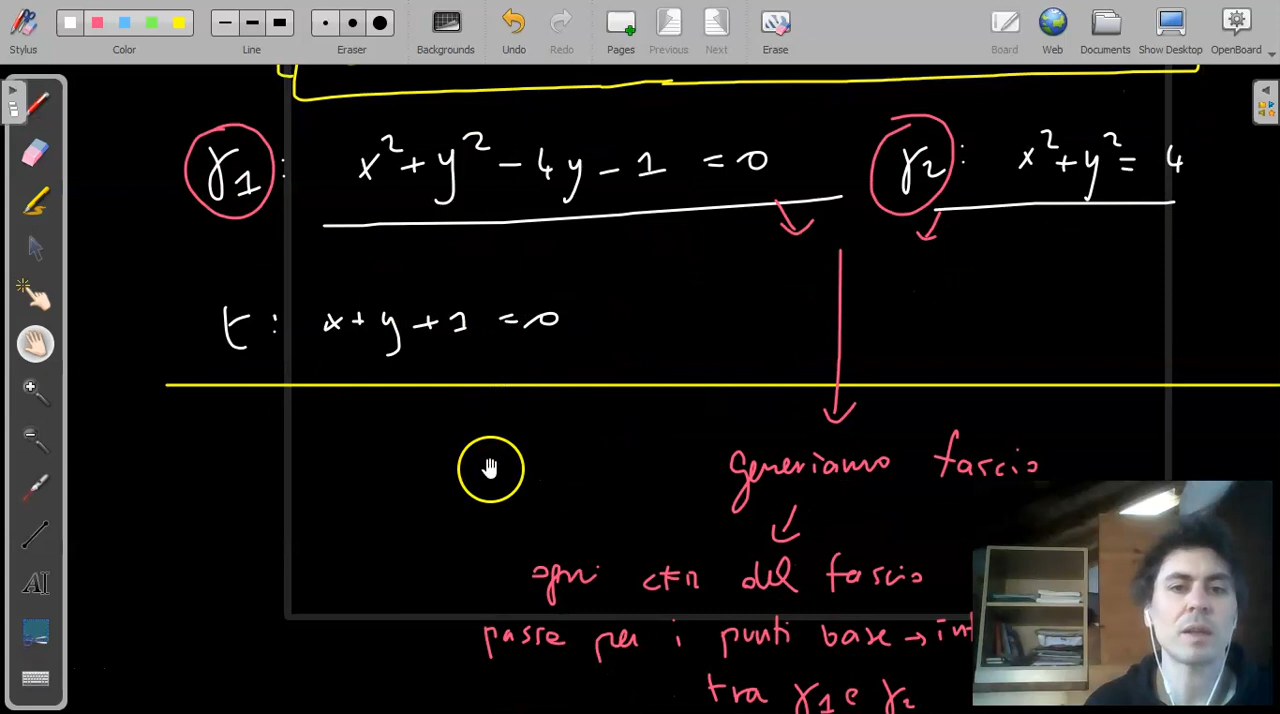 Stylus Color Line Eraser Backgrounds Undo Redo Pages Previous Next Erase Board Web Documents Show Desktop OpenBoard
γ1: x²+y²-4y-1=0 γ2: x²+y²=4
t: x+y+1=0
generiamo fascio
ogni cfr del fascio
passa per i punti base → int
tra γ1 e γ2